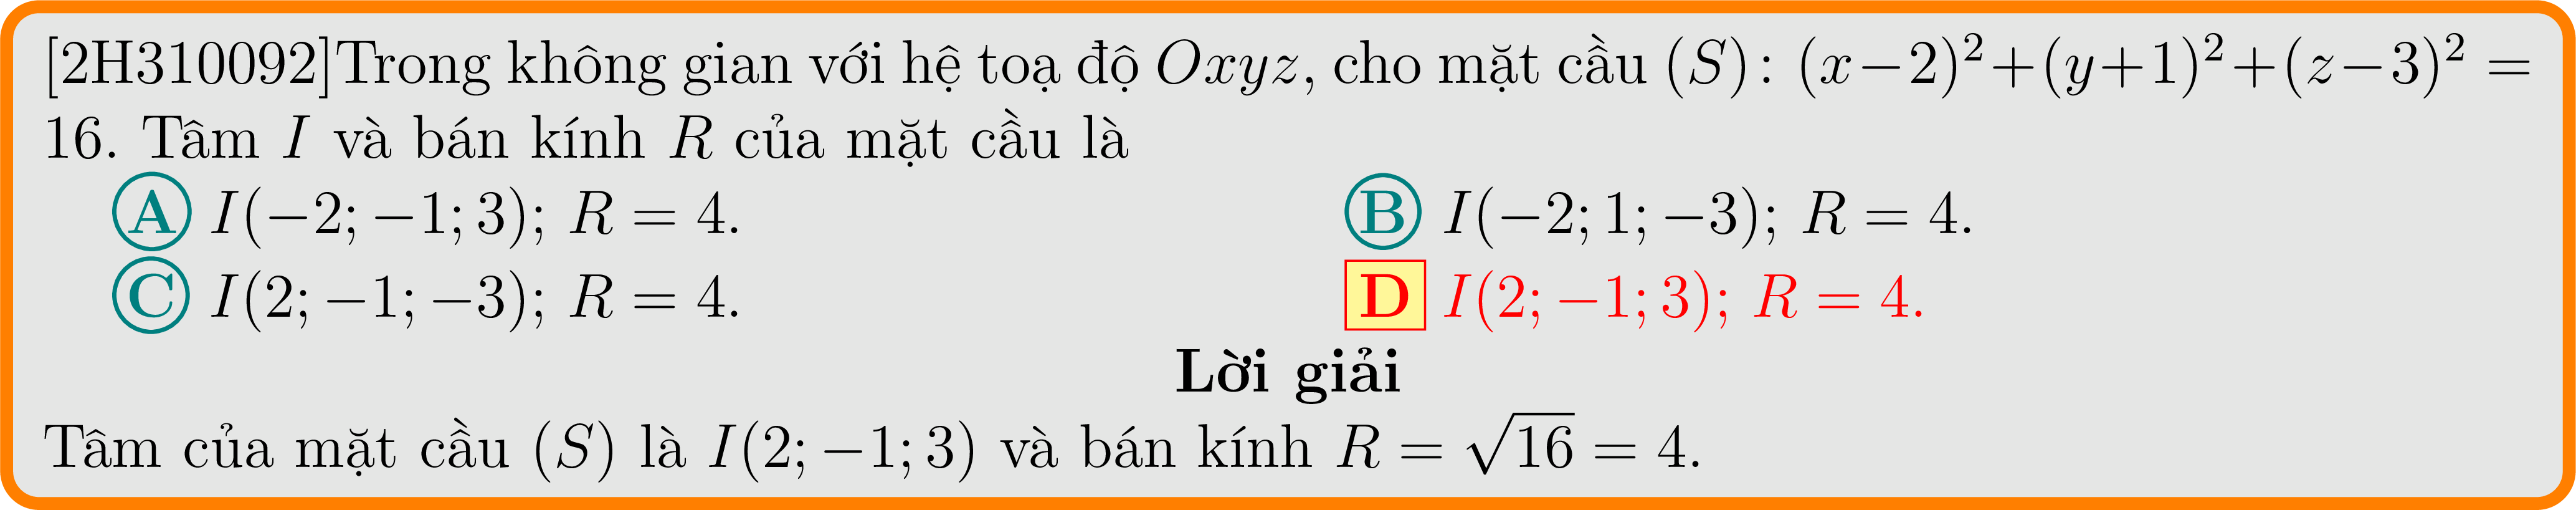 [2H310092]Trong không gian với hệ toạ độ Oxyz, cho mặt cầu (S): (x−2)²+(y+1)²+(z−3)² =
16. Tâm I và bán kính R của mặt cầu là
A I(−2; −1; 3); R = 4. B I(−2; 1; −3); R = 4.
C I(2; −1; −3); R = 4. D I(2; −1; 3); R = 4.
Lời giải
Tâm của mặt cầu (S) là I(2; −1; 3) và bán kính R = √16 = 4.